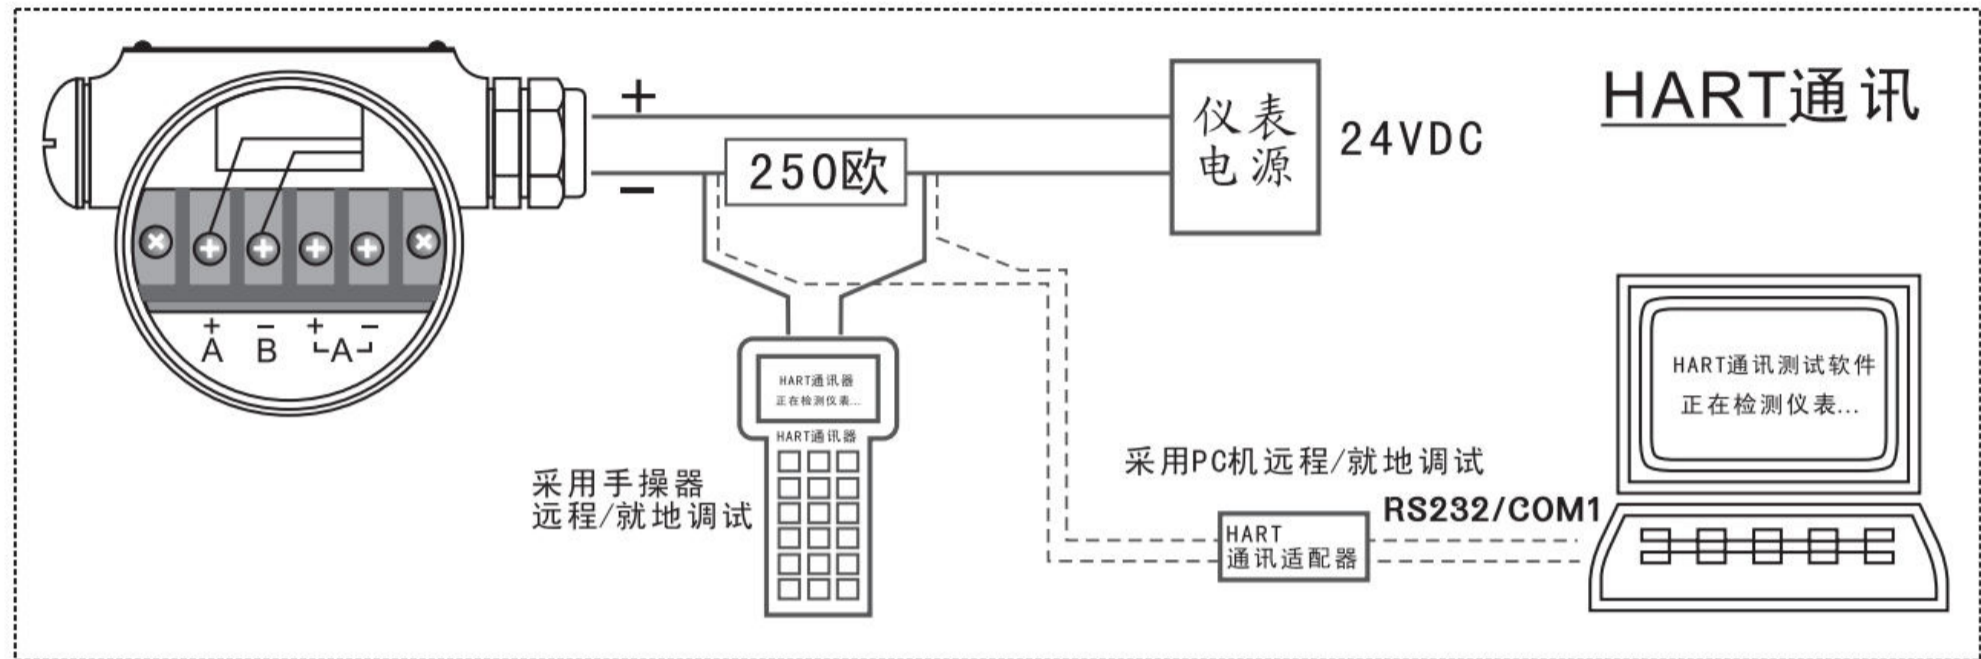 HART通讯
+
仪表
电源
24VDC
250欧
−
+ − + −
A B A
HART通讯器
正在检测仪表...
HART通讯器
采用手操器
远程/就地调试
HART通讯测试软件
正在检测仪表...
采用PC机远程/就地调试
RS232/COM1
HART
通讯适配器